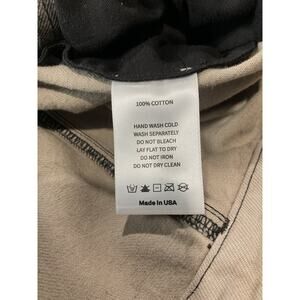 100% COTTON
HAND WASH COLD
WASH SEPARATELY
DO NOT BLEACH
LAY FLAT TO DRY
DO NOT IRON
DO NOT DRY CLEAN
Made In USA